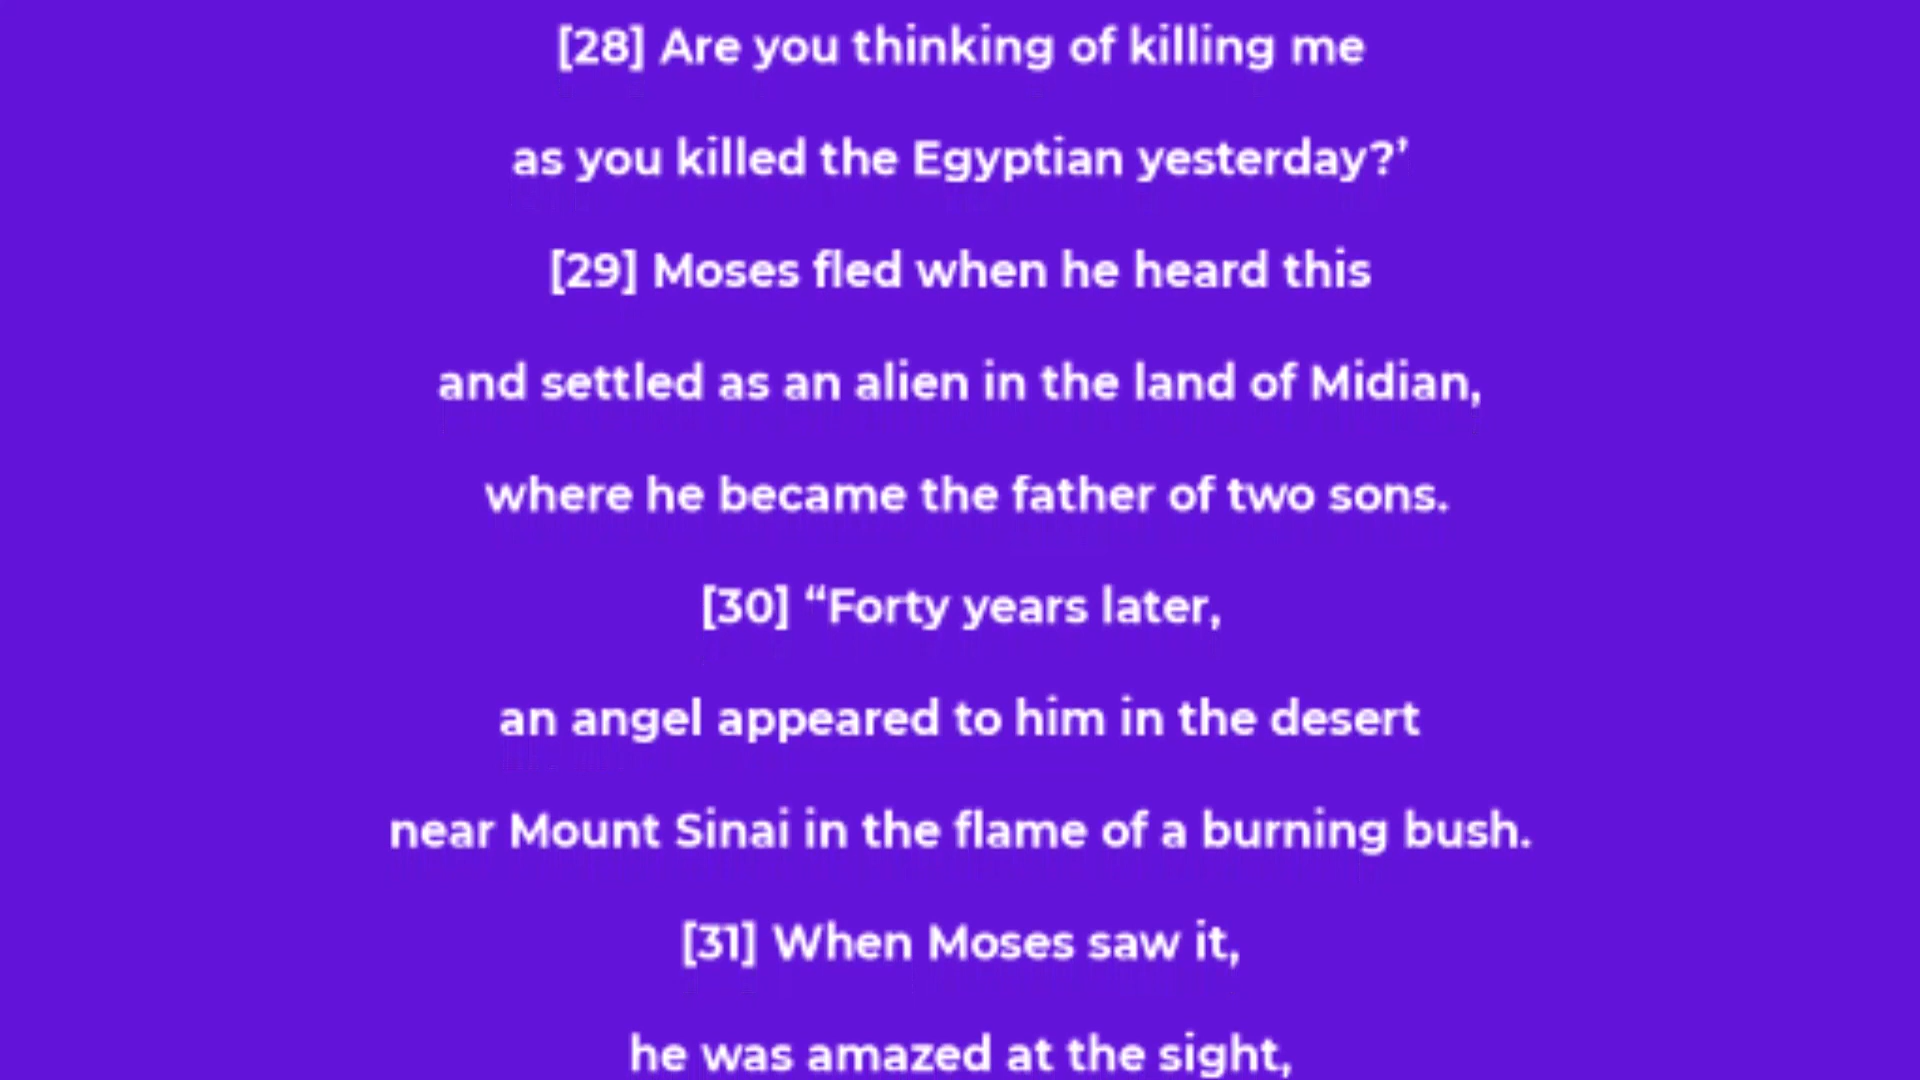 [28] Are you thinking of killing me
as you killed the Egyptian yesterday?’
[29] Moses fled when he heard this
and settled as an alien in the land of Midian,
where he became the father of two sons.
[30] “Forty years later,
an angel appeared to him in the desert
near Mount Sinai in the flame of a burning bush.
[31] When Moses saw it,
he was amazed at the sight,